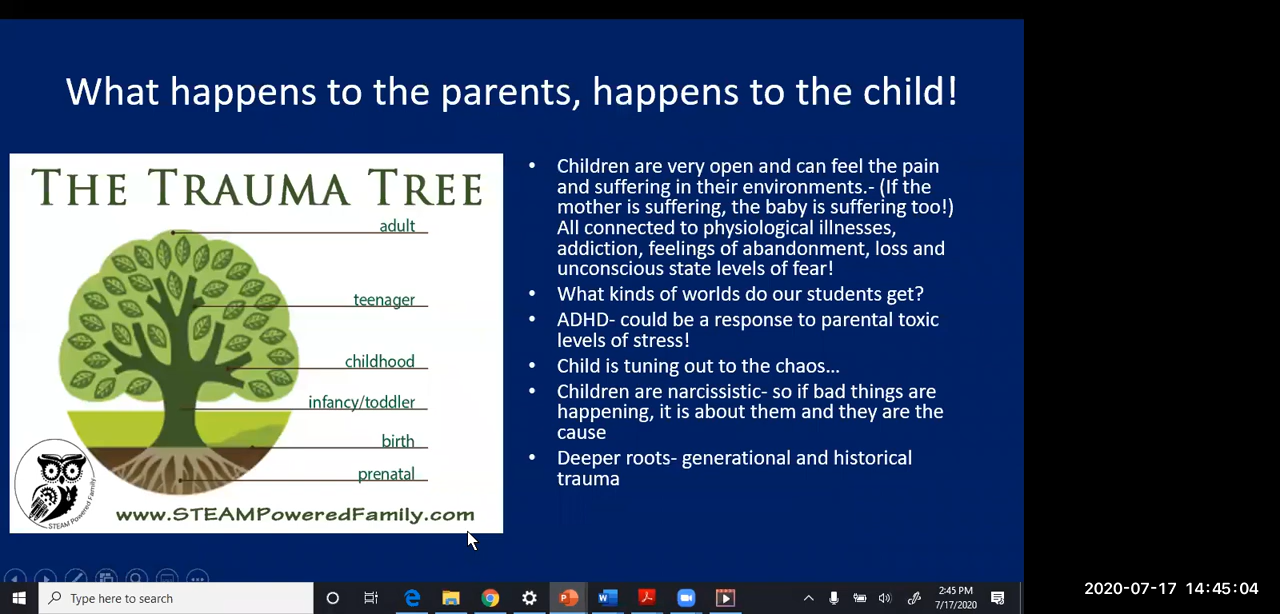 What happens to the parents, happens to the child!
THE TRAUMA TREE
adult
teenager
childhood
infancy/toddler
birth
prenatal
STEAM Powered Family
www.STEAMPoweredFamily.com
• Children are very open and can feel the pain
and suffering in their environments.- (If the
mother is suffering, the baby is suffering too!)
All connected to physiological illnesses,
addiction, feelings of abandonment, loss and
unconscious state levels of fear!
• What kinds of worlds do our students get?
• ADHD- could be a response to parental toxic
levels of stress!
• Child is tuning out to the chaos...
• Children are narcissistic- so if bad things are
happening, it is about them and they are the
cause
• Deeper roots- generational and historical
trauma
Type here to search
2:45 PM
7/17/2020
2020-07-17 14:45:04